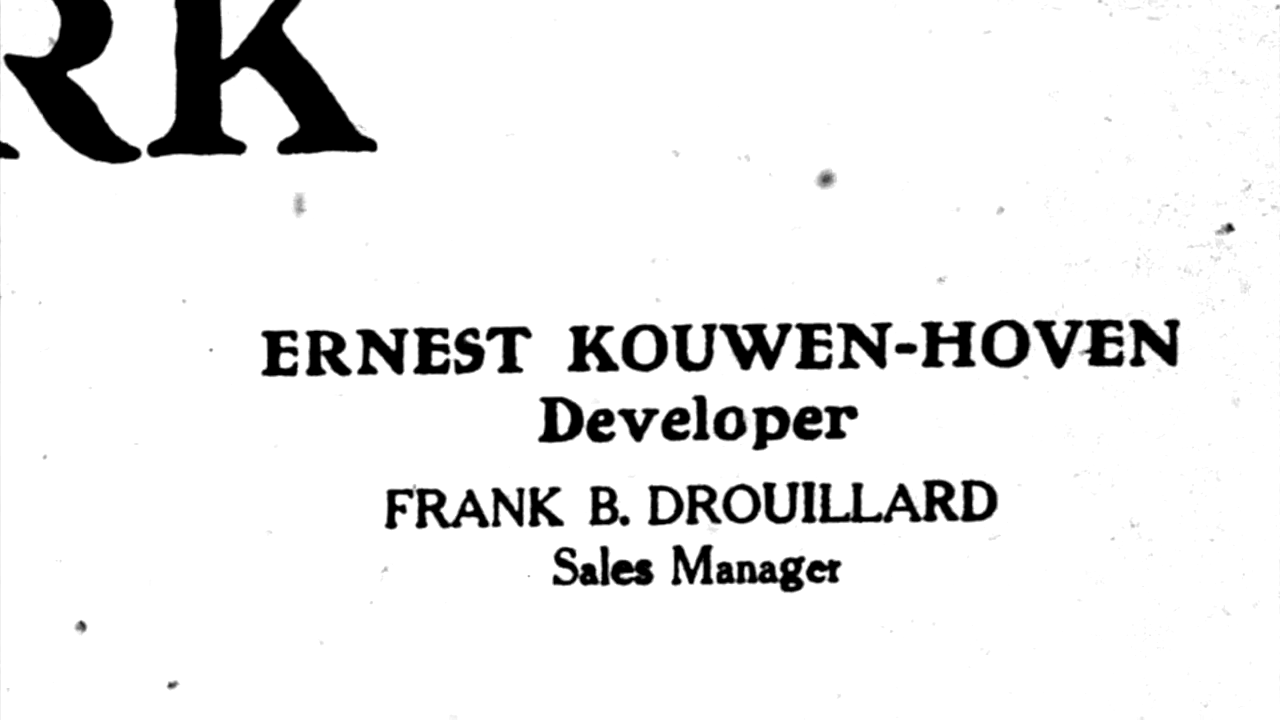 RK
ERNEST KOUWEN-HOVEN
Developer
FRANK B. DROUILLARD
Sales Manager